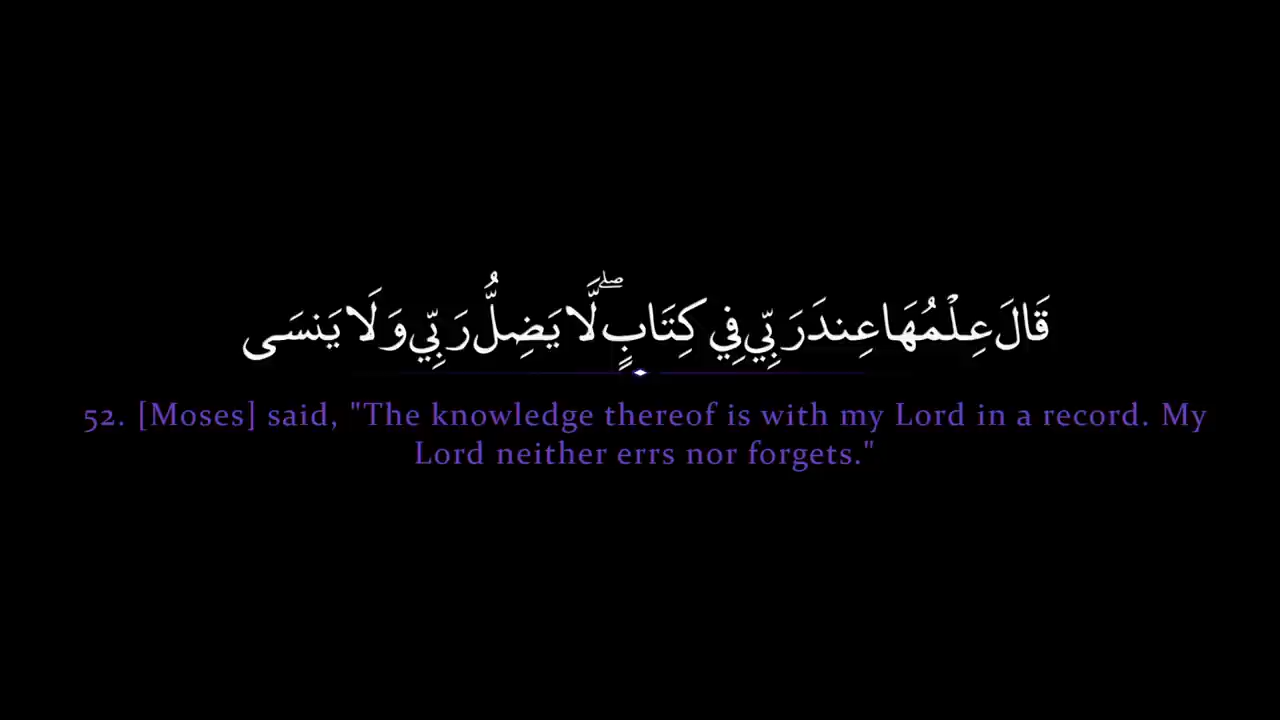 قَالَ عِلْمُهَا عِندَ رَبِّي فِي كِتَابٍ ۖ لَّا يَضِلُّ رَبِّي وَلَا يَنسَى
52. [Moses] said, "The knowledge thereof is with my Lord in a record. My
Lord neither errs nor forgets."